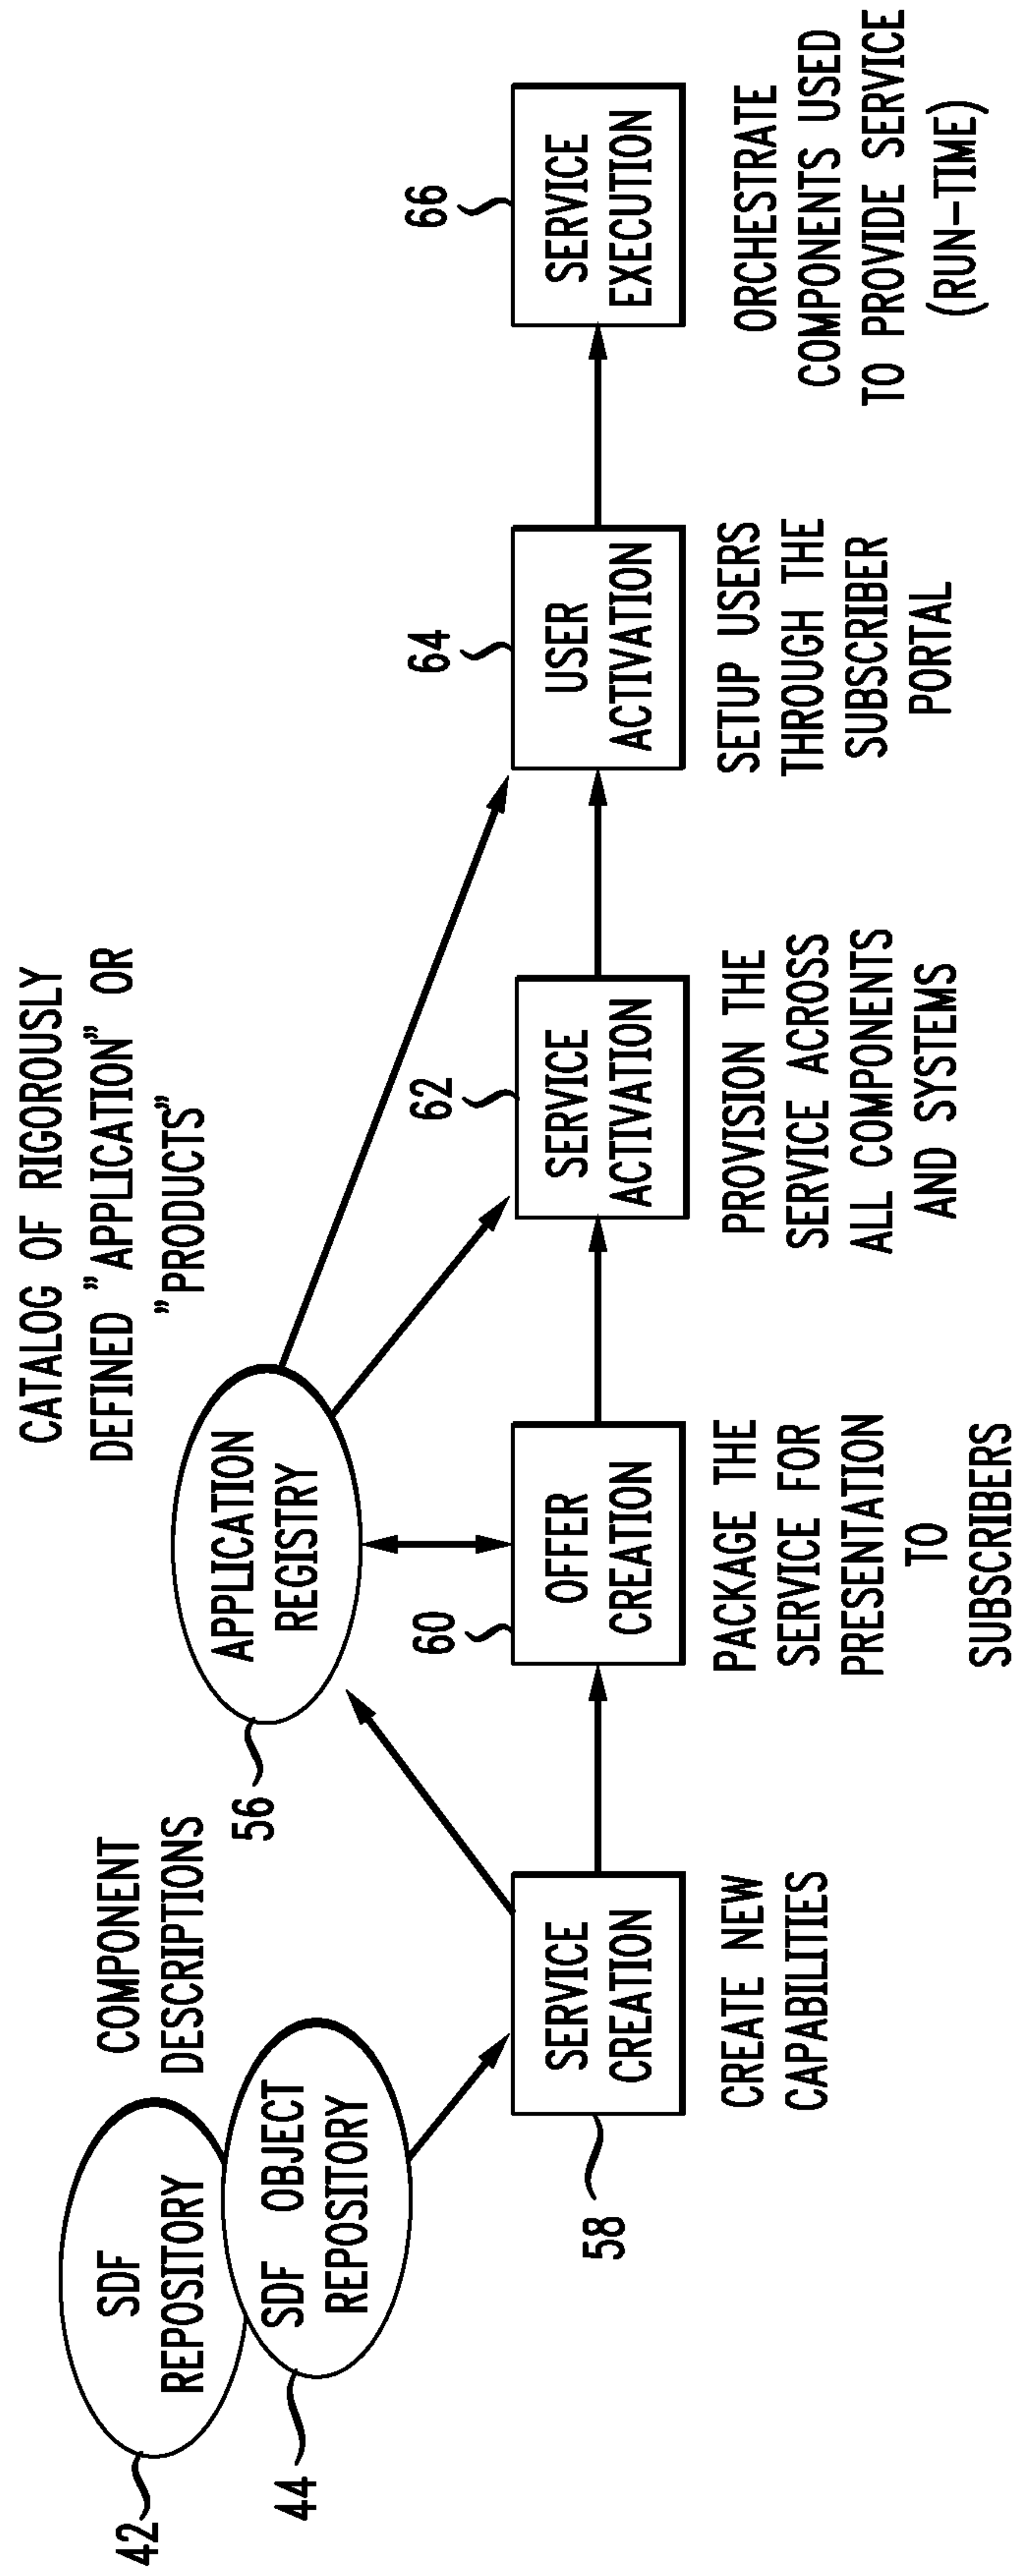 42
SDF
REPOSITORY
44
SDF OBJECT
REPOSITORY
COMPONENT
DESCRIPTIONS
56
APPLICATION
REGISTRY
CATALOG OF RIGOROUSLY
DEFINED "APPLICATION" OR
"PRODUCTS"
58
SERVICE
CREATION
CREATE NEW
CAPABILITIES
60
OFFER
CREATION
PACKAGE THE
SERVICE FOR
PRESENTATION
TO
SUBSCRIBERS
62
SERVICE
ACTIVATION
PROVISION THE
SERVICE ACROSS
ALL COMPONENTS
AND SYSTEMS
64
USER
ACTIVATION
SETUP USERS
THROUGH THE
SUBSCRIBER
PORTAL
66
SERVICE
EXECUTION
ORCHESTRATE
COMPONENTS USED
TO PROVIDE SERVICE
(RUN-TIME)